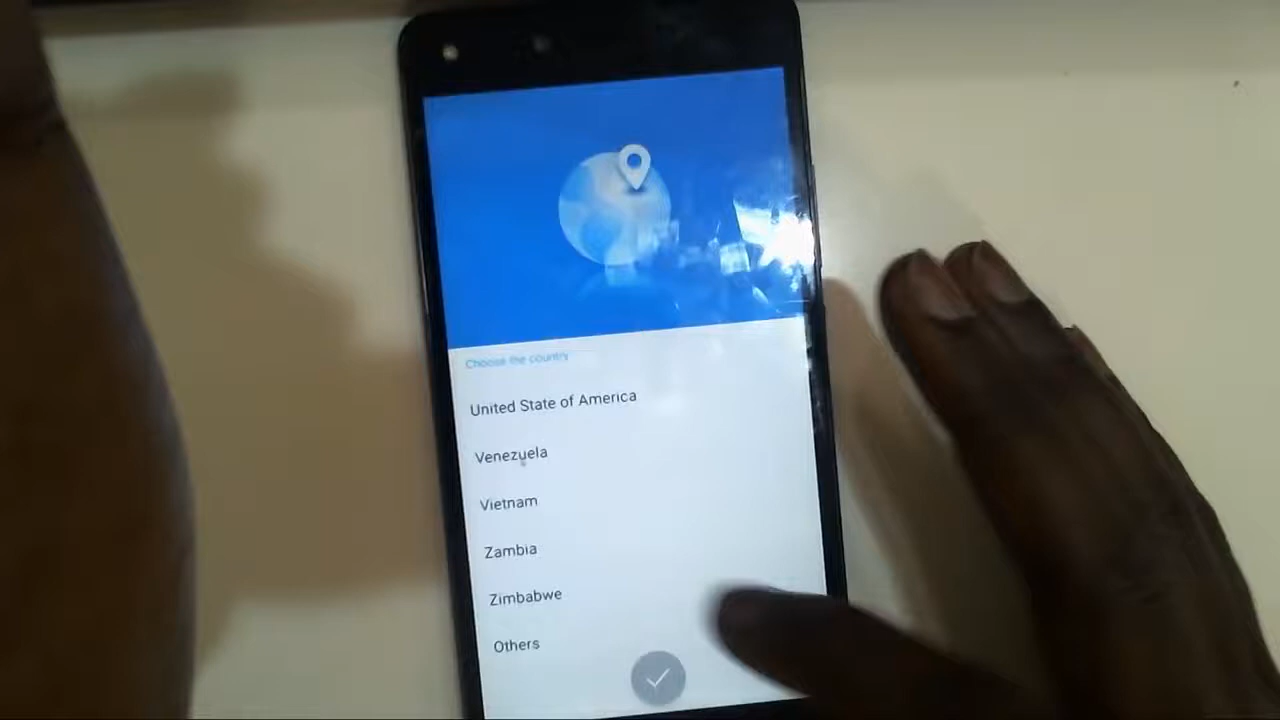 Choose the country
United State of America
Venezuela
Vietnam
Zambia
Zimbabwe
Others